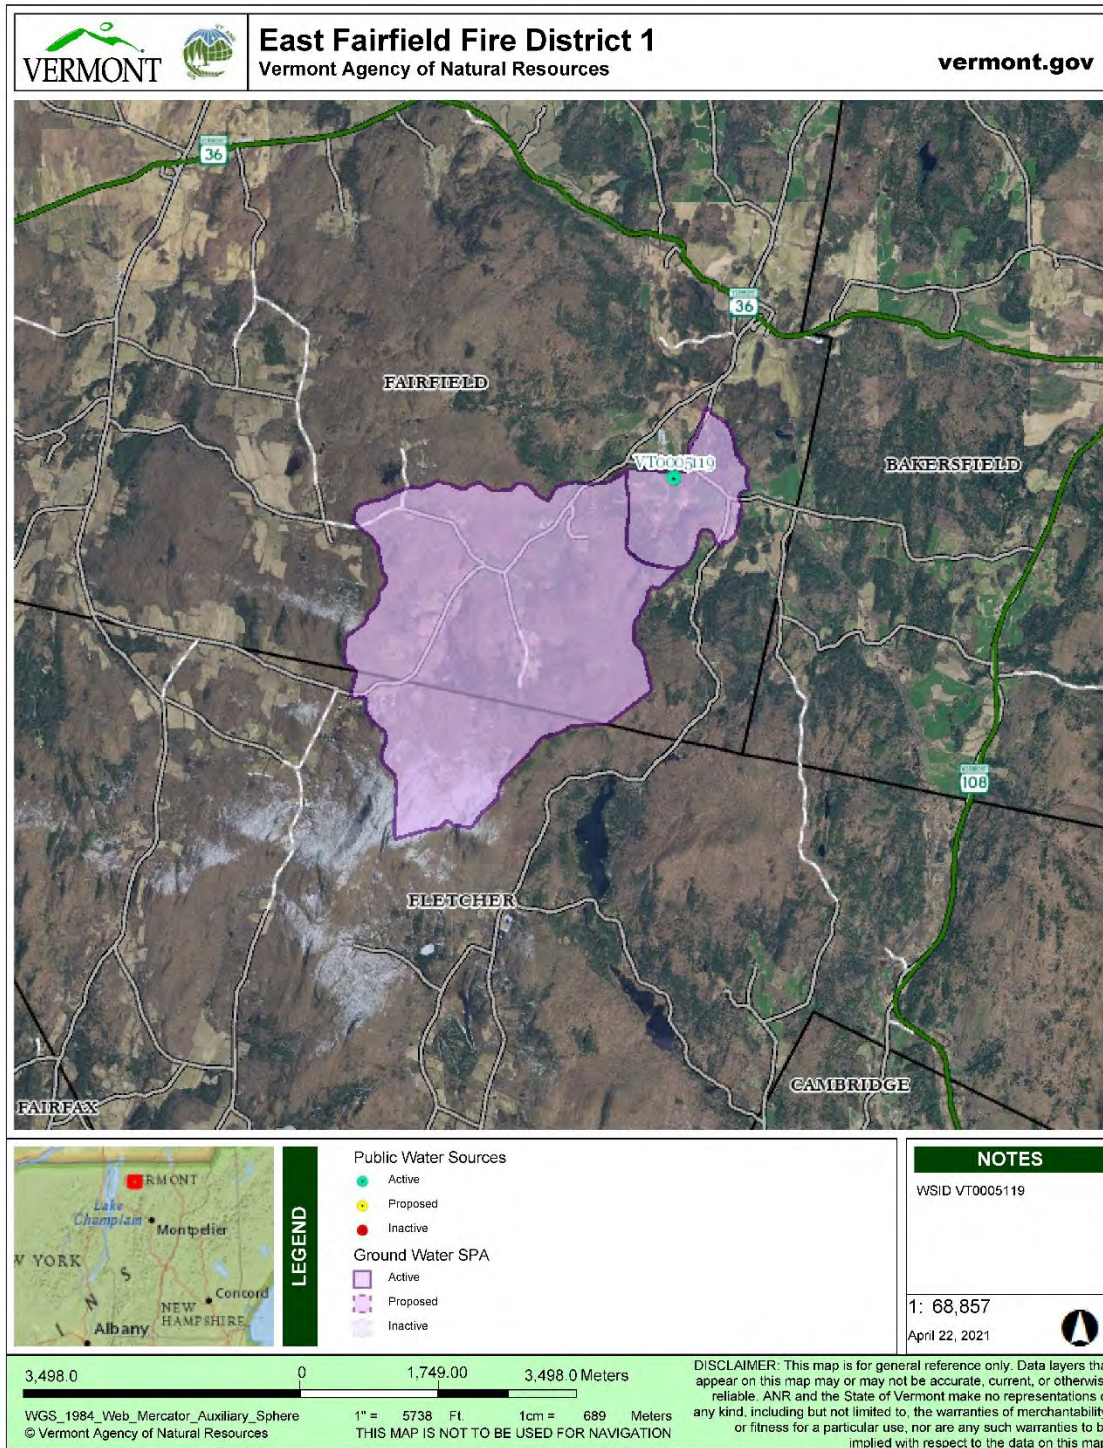 VERMONT
East Fairfield Fire District 1
Vermont Agency of Natural Resources
vermont.gov
VERMONT
36
VERMONT
36
FAIRFIELD
VT0005119
BAKERSFIELD
VERMONT
108
FLETCHER
CAMBRIDGE
FAIRFAX
RMONT
Lake
Champlain
Montpelier
W YORK
S
N
I
Concord
NEW
HAMPSHIRE
Albany
LEGEND
Public Water Sources
Active
Proposed
Inactive
Ground Water SPA
Active
Proposed
Inactive
NOTES
WSID VT0005119
1: 68,857
April 22, 2021
3,498.0 0 1,749.00 3,498.0 Meters
WGS_1984_Web_Mercator_Auxiliary_Sphere 1" = 5738 Ft. 1cm = 689 Meters
© Vermont Agency of Natural Resources THIS MAP IS NOT TO BE USED FOR NAVIGATION
DISCLAIMER: This map is for general reference only. Data layers tha
appear on this map may or may not be accurate, current, or otherwis
reliable. ANR and the State of Vermont make no representations o
any kind, including but not limited to, the warranties of merchantability
or fitness for a particular use, nor are any such warranties to b
implied with respect to the data on this map